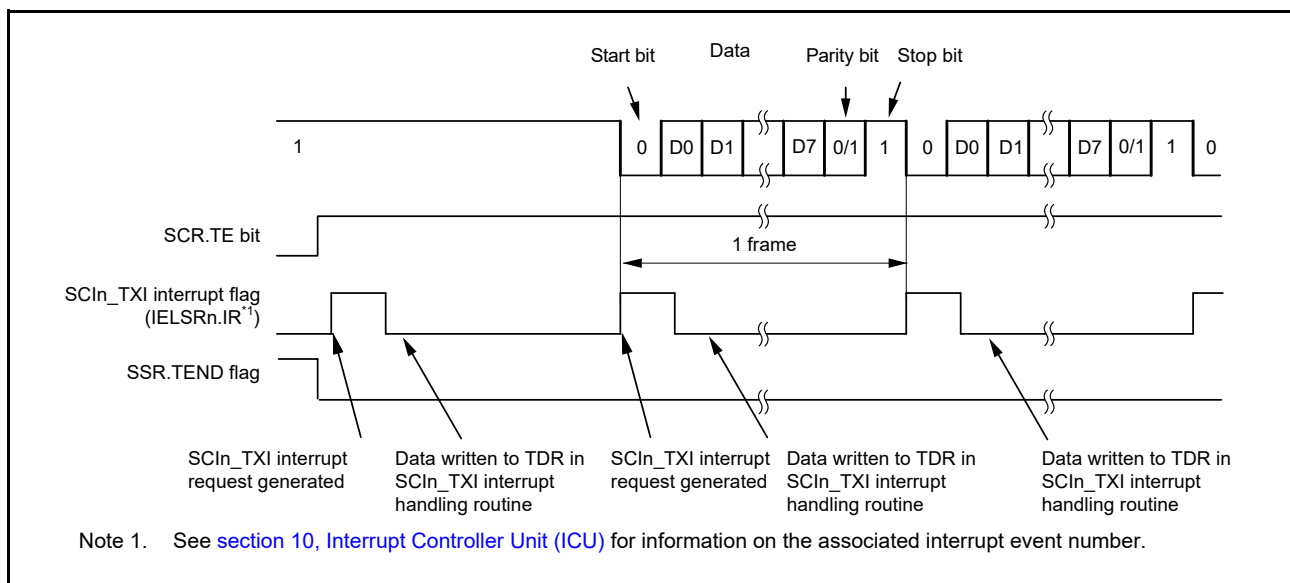 Start bit
Data
Parity bit
Stop bit
1
0 D0 D1 D7 0/1 1 0 D0 D1 D7 0/1 1 0
SCR.TE bit
1 frame
SCIn_TXI interrupt flag
(IELSRn.IR*1)
SSR.TEND flag
SCIn_TXI interrupt
request generated
Data written to TDR in
SCIn_TXI interrupt
handling routine
SCIn_TXI interrupt
request generated
Data written to TDR in
SCIn_TXI interrupt
handling routine
Data written to TDR in
SCIn_TXI interrupt
handling routine
Note 1. See section 10, Interrupt Controller Unit (ICU) for information on the associated interrupt event number.